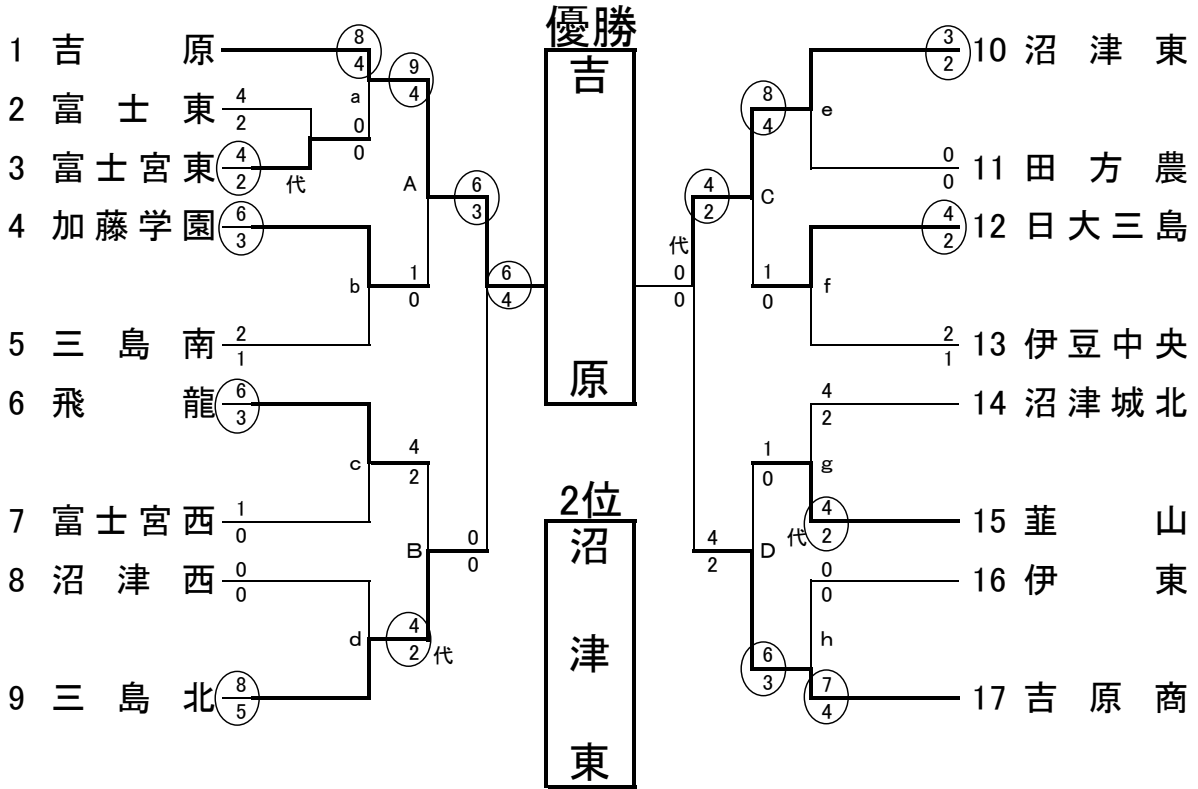 優勝
吉原
2位
沼津東
1 吉原
8
4
2 富士東
4
2
3 富士宮東
4
2
代
a
0
0
9
4
4 加藤学園
6
3
5 三島南
2
1
b
1
0
A
6
3
6 飛龍
6
3
7 富士宮西
1
0
c
4
2
8 沼津西
0
0
9 三島北
8
5
d
4
2
代
B
0
0
6
4
10 沼津東
3
2
11 田方農
0
0
e
8
4
12 日大三島
4
2
13 伊豆中央
2
1
f
1
0
C
4
2
代
0
0
14 沼津城北
4
2
15 韮山
4
2
代
g
1
0
16 伊東
0
0
17 吉原商
7
4
h
6
3
D
4
2